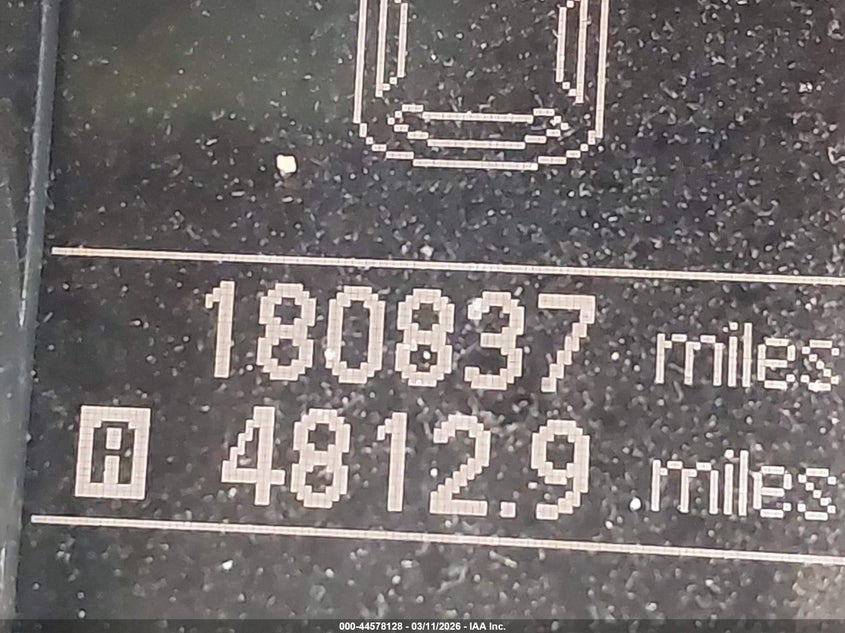 180837 miles
A 4812.9 miles
000-44578128 - 03/11/2026 - IAA Inc.